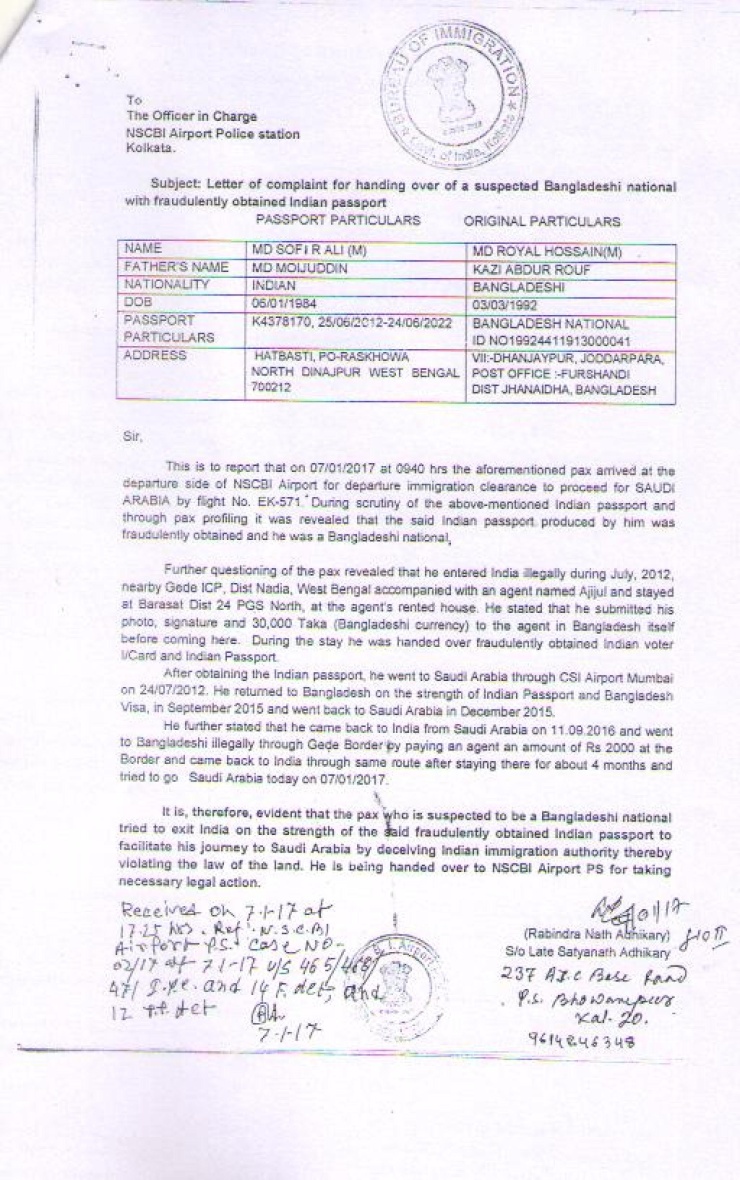 BUREAU OF IMMIGRATION
Govt. of India, Kolkata
To
The Officer in Charge
NSCBI Airport Police station
Kolkata.
Subject: Letter of complaint for handing over of a suspected Bangladeshi national
with fraudulently obtained Indian passport
PASSPORT PARTICULARS ORIGINAL PARTICULARS
NAME MD SOFIR ALI (M) MD ROYAL HOSSAIN(M)
FATHER'S NAME MD MOIJUDDIN KAZI ABDUR ROUF
NATIONALITY INDIAN BANGLADESHI
DOB 06/01/1984 03/03/1992
PASSPORT K4378170, 25/06/2012-24/06/2022 BANGLADESH NATIONAL
PARTICULARS ID NO19924411913000041
ADDRESS HATBASTI, PO-RASKHOWA Vill:-DHANJAYPUR, JODDARPARA,
NORTH DINAJPUR WEST BENGAL POST OFFICE :-FURSHANDI
700212 DIST JHANAIDHA, BANGLADESH
Sir,
This is to report that on 07/01/2017 at 0940 hrs the aforementioned pax arrived at the
departure side of NSCBI Airport for departure immigration clearance to proceed for SAUDI
ARABIA by flight No. EK-571. During scrutiny of the above-mentioned Indian passport and
through pax profiling it was revealed that the said Indian passport produced by him was
fraudulently obtained and he was a Bangladeshi national.
Further questioning of the pax revealed that he entered India illegally during July, 2012,
nearby Gede ICP, Dist Nadia, West Bengal accompanied with an agent named Ajijul and stayed
at Barasat Dist 24 PGS North, at the agent's rented house. He stated that he submitted his
photo, signature and 30,000 Taka (Bangladeshi currency) to the agent in Bangladesh itself
before coming here. During the stay he was handed over fraudulently obtained Indian voter
I/Card and Indian Passport.
After obtaining the Indian passport, he went to Saudi Arabia through CSI Airport Mumbai
on 24/07/2012. He returned to Bangladesh on the strength of Indian Passport and Bangladesh
Visa, in September 2015 and went back to Saudi Arabia in December 2015.
He further stated that he came back to India from Saudi Arabia on 11.09.2016 and went
to Bangladeshi illegally through Gede Border by paying an agent an amount of Rs 2000 at the
Border and came back to India through same route after staying there for about 4 months and
tried to go Saudi Arabia today on 07/01/2017.
It is, therefore, evident that the pax who is suspected to be a Bangladeshi national
tried to exit India on the strength of the said fraudulently obtained Indian passport to
facilitate his journey to Saudi Arabia by deceiving Indian immigration authority thereby
violating the law of the land. He is being handed over to NSCBI Airport PS for taking
necessary legal action.
Received on 7-1-17 at
17.25 hrs. Ref: N.S.C.B.I
Airport P.S. Case No-
02/17 dt 7-1-17 u/s 465/468/
471 I.P.C. and 14 F. Act, and
12 P.P. Act
7-1-17
(Rabindra Nath Adhikary)
S/o Late Satyanath Adhikary
237 A.J.C Bose Road
P.S. Bhowanipur
Kol-20.
9614846348